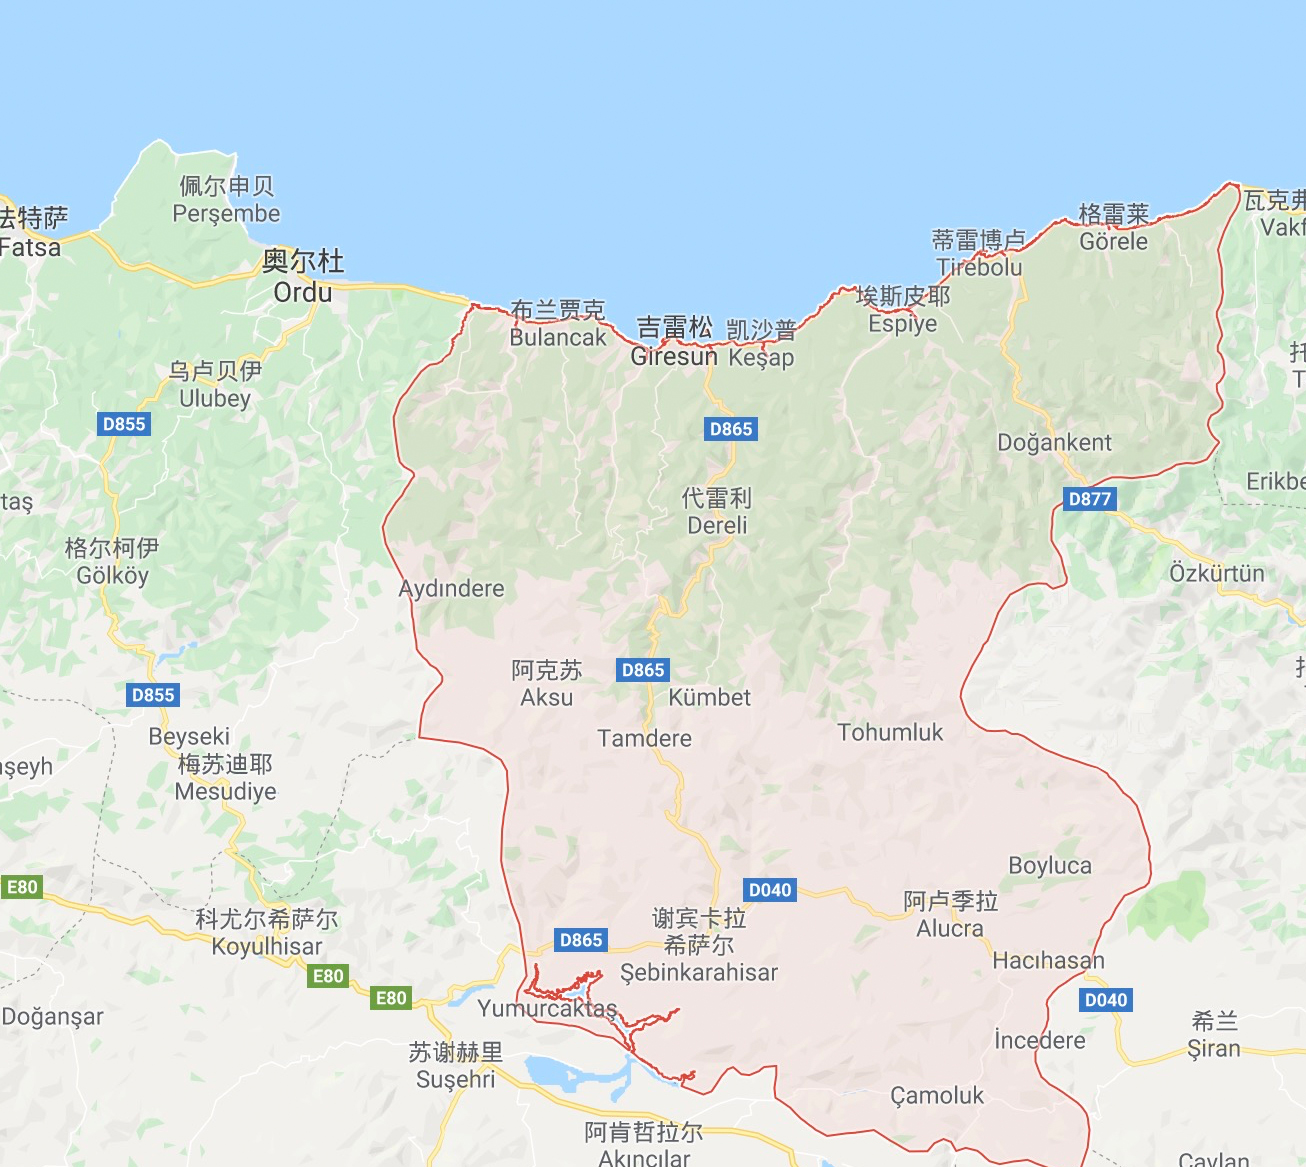 佩尔申贝
Perşembe
法特萨
Fatsa
奥尔杜
Ordu
布兰贾克
Bulancak
吉雷松
Giresun
凯沙普
Keşap
埃斯皮耶
Espiye
蒂雷博卢
Tirebolu
格雷莱
Görele
瓦克弗
Vakf
乌卢贝伊
Ulubey
D855
D865
Doğankent
D877
Erikbe
taş
代雷利
Dereli
格尔柯伊
Gölköy
Aydındere
Özkürtün
阿克苏
Aksu
D865
Kümbet
D855
Beyseki
Tamdere
Tohumluk
şeyh
梅苏迪耶
Mesudiye
Boyluca
E80
D040
科尤尔希萨尔
Koyulhisar
谢宾卡拉
希萨尔
Şebinkarahisar
阿卢季拉
Alucra
D865
Hacıhasan
E80
E80
D040
Yumurcaktaş
Doğanşar
希兰
Şiran
İncedere
苏谢赫里
Suşehri
Çamoluk
阿肯哲拉尔
Akıncılar
Çavlan